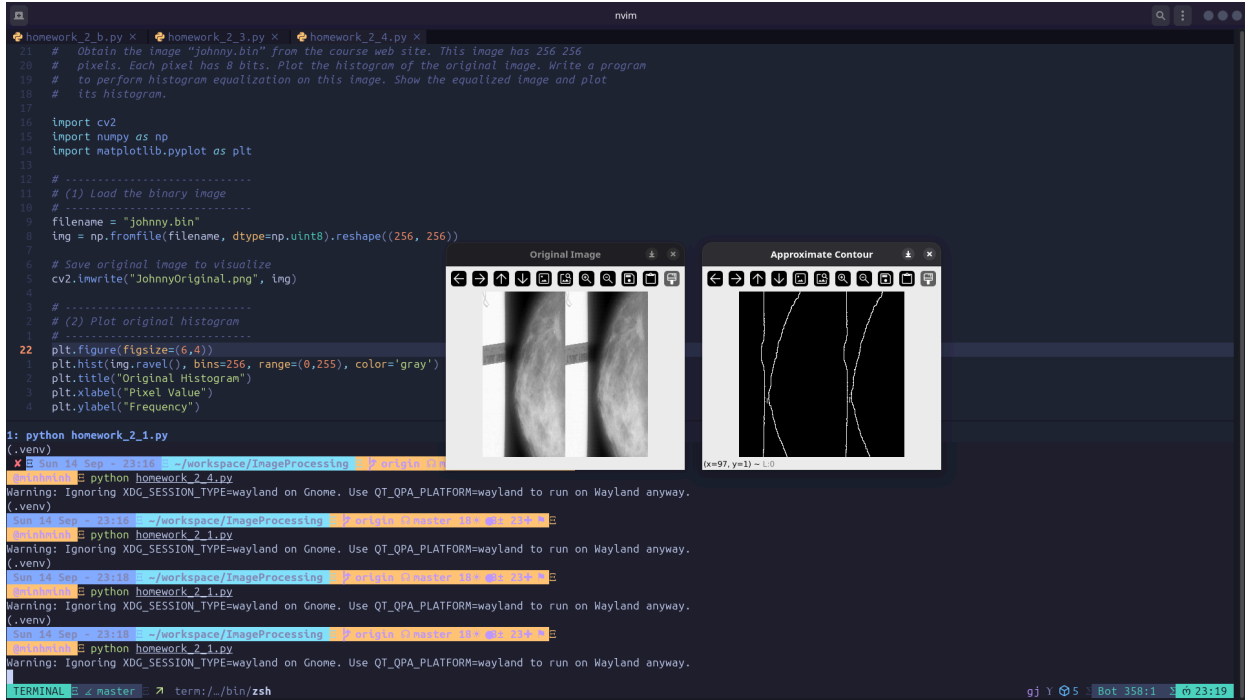 nvim
homework_2_b.py × homework_2_3.py × homework_2_4.py ×
21 # Obtain the image “johnny.bin” from the course web site. This image has 256 256
20 # pixels. Each pixel has 8 bits. Plot the histogram of the original image. Write a program
19 # to perform histogram equalization on this image. Show the equalized image and plot
18 # its histogram.
17
16 import cv2
15 import numpy as np
14 import matplotlib.pyplot as plt
13
12 # -----------------------------
11 # (1) Load the binary image
10 # -----------------------------
9 filename = "johnny.bin"
8 img = np.fromfile(filename, dtype=np.uint8).reshape((256, 256))
7
6 # Save original image to visualize
5 cv2.imwrite("JohnnyOriginal.png", img)
4
3 # -----------------------------
2 # (2) Plot original histogram
1 # -----------------------------
22 plt.figure(figsize=(6,4))
1 plt.hist(img.ravel(), bins=256, range=(0,255), color='gray')
2 plt.title("Original Histogram")
3 plt.xlabel("Pixel Value")
4 plt.ylabel("Frequency")
Original Image
Approximate Contour
(x=97, y=1) ~ L:0
1: python homework_2_1.py
(.venv)
✘ Sun 14 Sep - 23:16 ~/workspace/ImageProcessing origin
@minhminh python homework_2_4.py
Warning: Ignoring XDG_SESSION_TYPE=wayland on Gnome. Use QT_QPA_PLATFORM=wayland to run on Wayland anyway.
(.venv)
Sun 14 Sep - 23:16 ~/workspace/ImageProcessing origin master 18 23+
@minhminh python homework_2_1.py
Warning: Ignoring XDG_SESSION_TYPE=wayland on Gnome. Use QT_QPA_PLATFORM=wayland to run on Wayland anyway.
(.venv)
Sun 14 Sep - 23:18 ~/workspace/ImageProcessing origin master 18 23+
@minhminh python homework_2_1.py
Warning: Ignoring XDG_SESSION_TYPE=wayland on Gnome. Use QT_QPA_PLATFORM=wayland to run on Wayland anyway.
(.venv)
Sun 14 Sep - 23:18 ~/workspace/ImageProcessing origin master 18 23+
@minhminh python homework_2_1.py
Warning: Ignoring XDG_SESSION_TYPE=wayland on Gnome. Use QT_QPA_PLATFORM=wayland to run on Wayland anyway.
TERMINAL master term:/…/bin/zsh gj 5 Bot 358:1 23:19